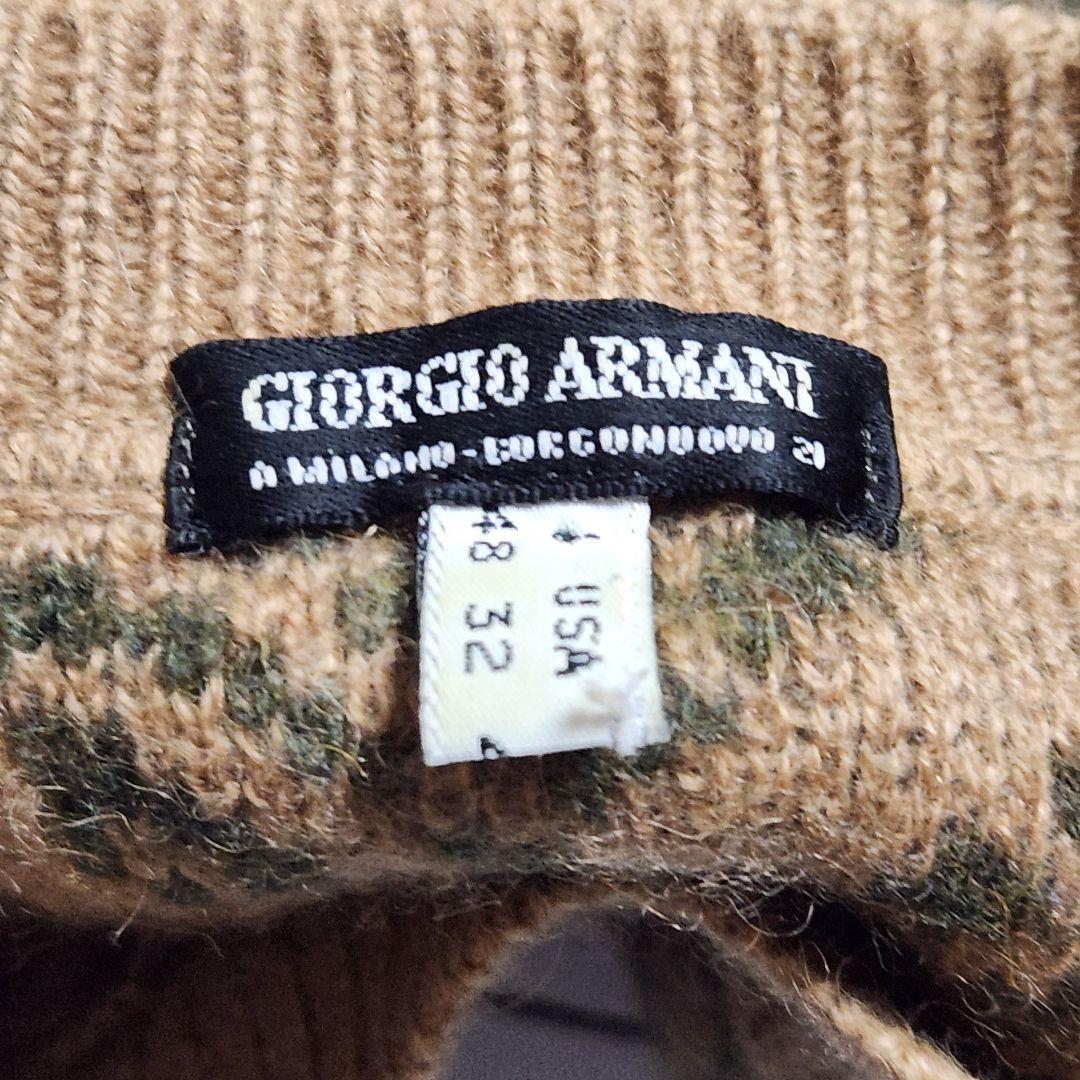 GIORGIO ARMANI
A MILANO-BORGONUOVO 21
USA
48 32